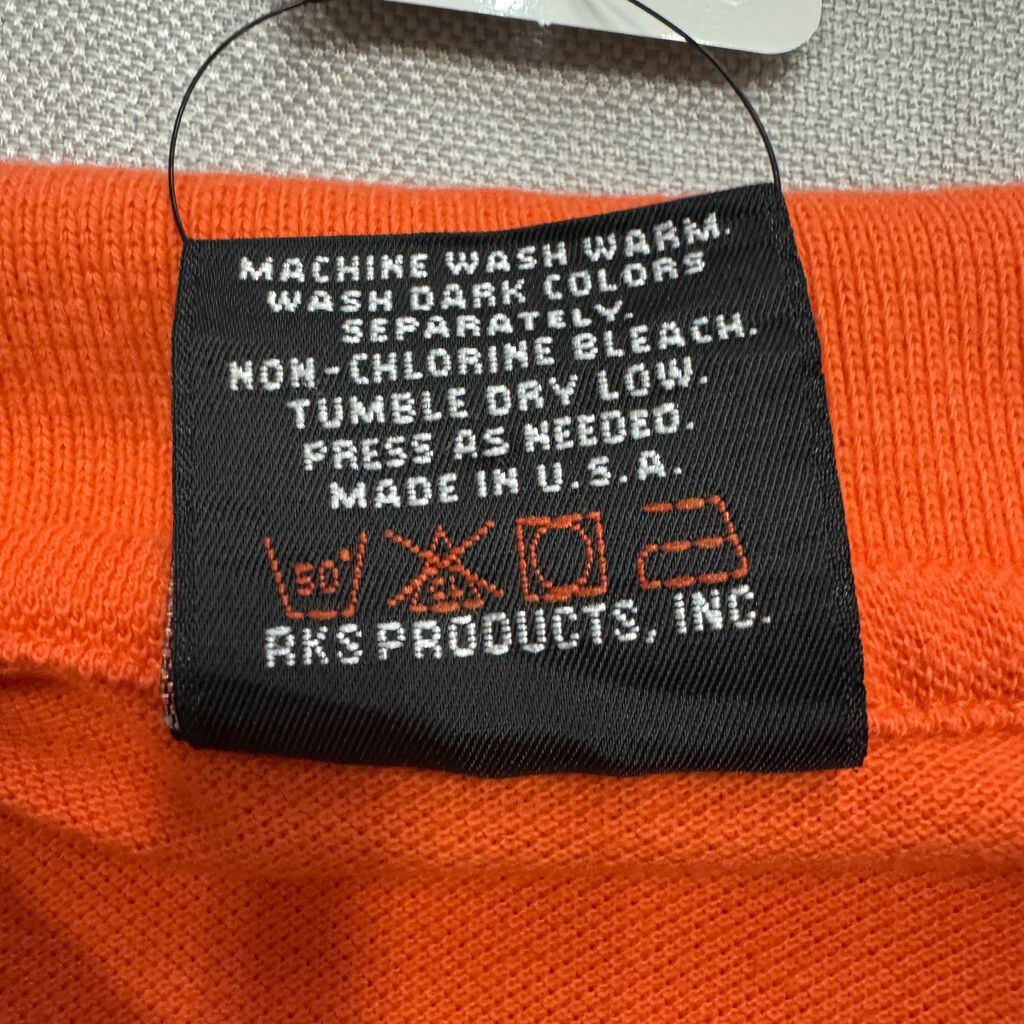 MACHINE WASH WARM.
WASH DARK COLORS
SEPARATELY.
NON-CHLORINE BLEACH.
TUMBLE DRY LOW.
PRESS AS NEEDED.
MADE IN U.S.A.
50°
RKS PRODUCTS, INC.